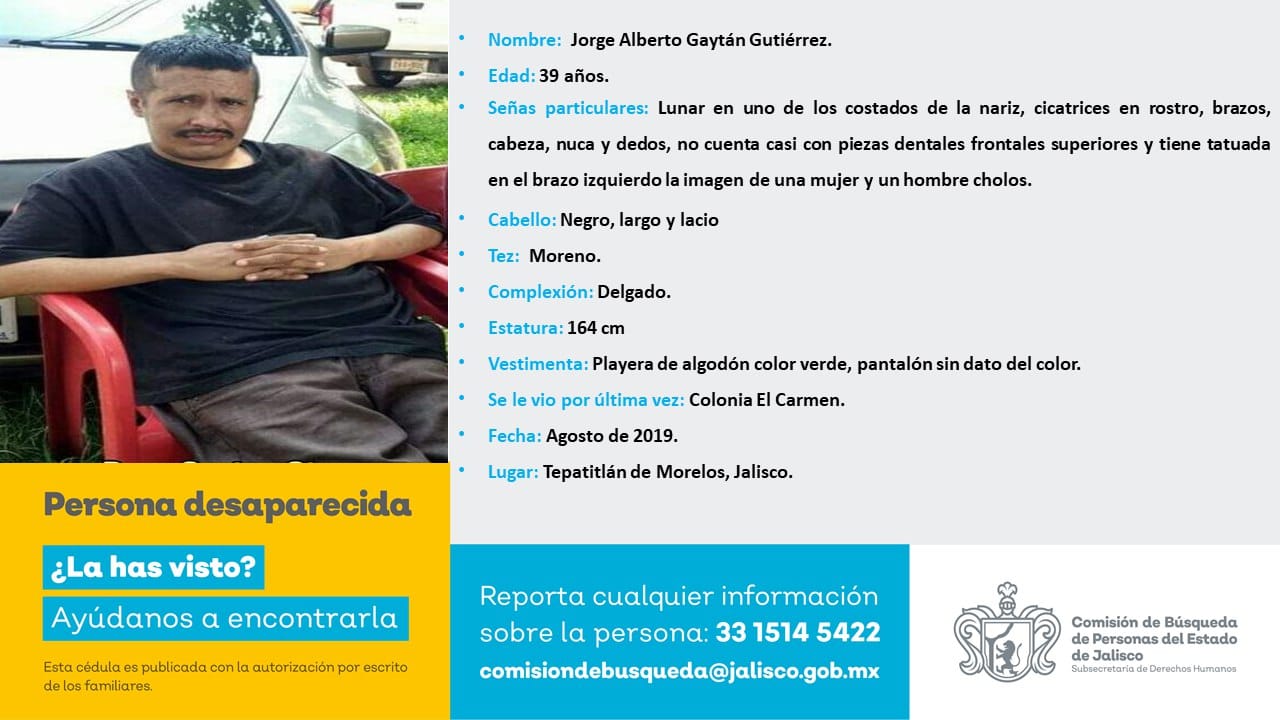 Nombre: Jorge Alberto Gaytán Gutiérrez.
Edad: 39 años.
Señas particulares: Lunar en uno de los costados de la nariz, cicatrices en rostro, brazos,
cabeza, nuca y dedos, no cuenta casi con piezas dentales frontales superiores y tiene tatuada
en el brazo izquierdo la imagen de una mujer y un hombre cholos.
Cabello: Negro, largo y lacio
Tez: Moreno.
Complexión: Delgado.
Estatura: 164 cm
Vestimenta: Playera de algodón color verde, pantalón sin dato del color.
Se le vio por última vez: Colonia El Carmen.
Fecha: Agosto de 2019.
Lugar: Tepatitlán de Morelos, Jalisco.
Persona desaparecida
¿La has visto?
Ayúdanos a encontrarla
Esta cédula es publicada con la autorización por escrito
de los familiares.
Reporta cualquier información
sobre la persona: 33 1514 5422
comisiondebusqueda@jalisco.gob.mx
Comisión de Búsqueda
de Personas del Estado
de Jalisco
Subsecretaría de Derechos Humanos